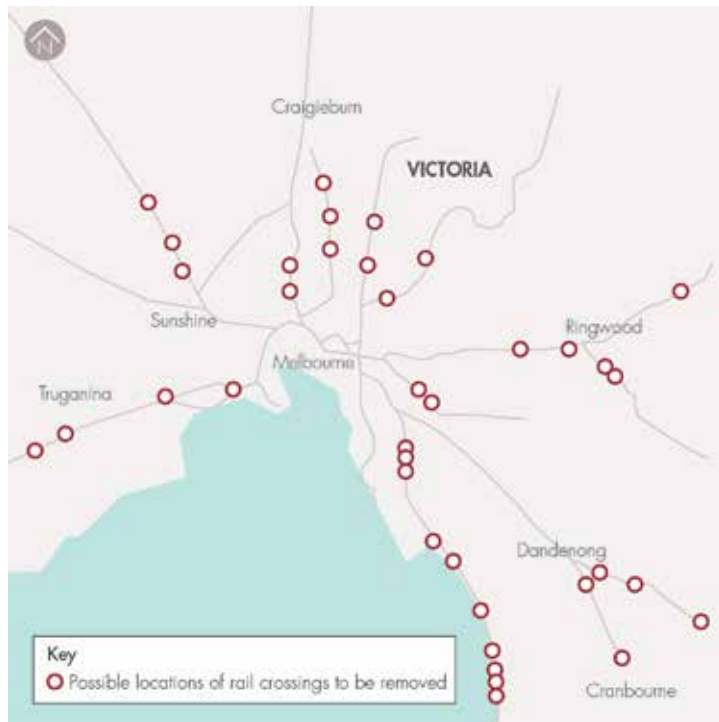 N
Craigieburn
VICTORIA
Sunshine
Melbourne
Ringwood
Truganina
Dandenong
Key
Possible locations of rail crossings to be removed
Cranbourne